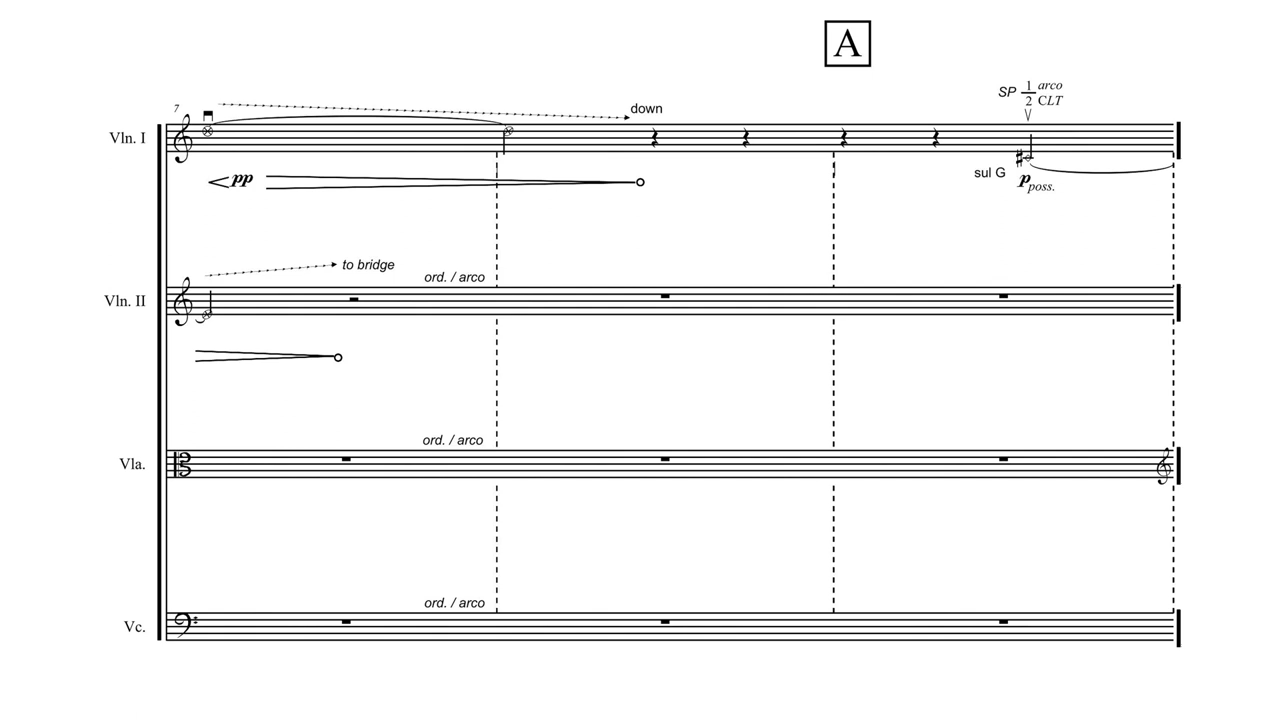 A
SP 1/2 arco CLT
7
down
Vln. I
pp
sul G
p poss.
to bridge
ord. / arco
Vln. II
ord. / arco
Vla.
ord. / arco
Vc.